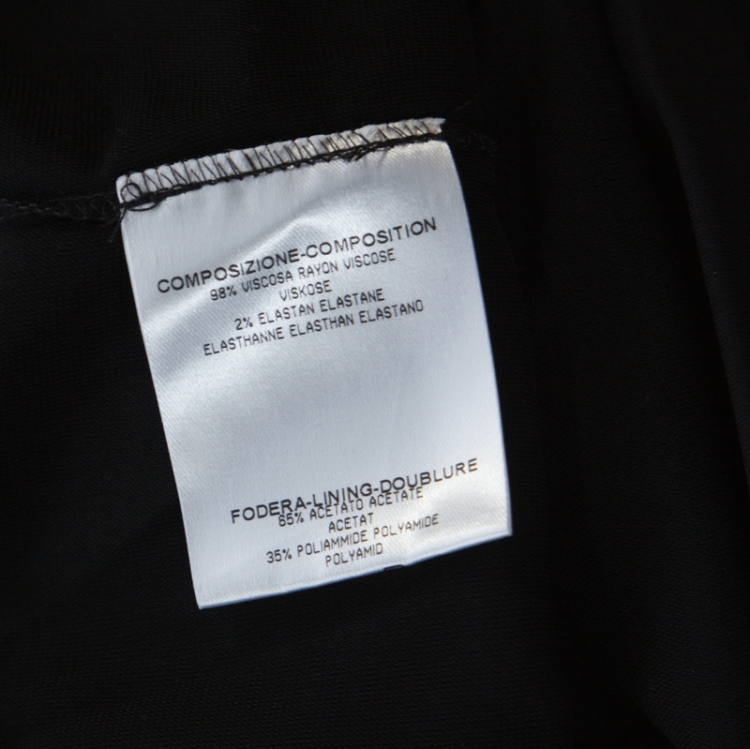 COMPOSIZIONE-COMPOSITION
98% VISCOSA RAYON VISCOSE
VISKOSE
2% ELASTAN ELASTANE
ELASTHANNE ELASTHAN ELASTANO
FODERA-LINING-DOUBLURE
65% ACETATO ACETATE
ACETAT
35% POLIAMMIDE POLYAMIDE
POLYAMID